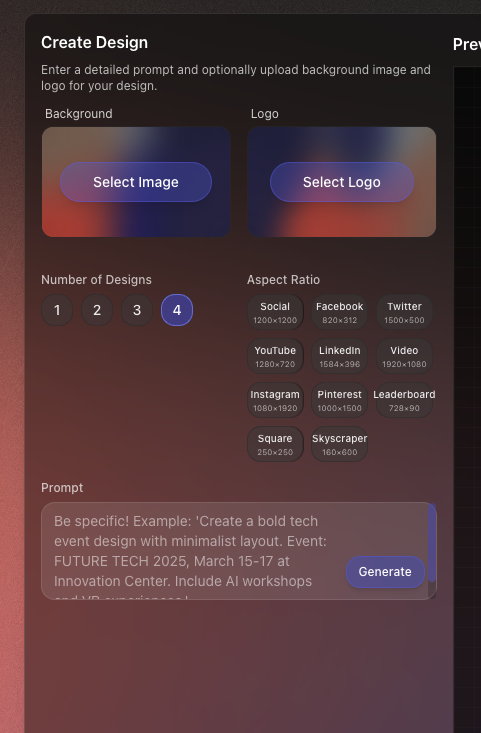 Create Design
Enter a detailed prompt and optionally upload background image and
logo for your design.
Background
Logo
Select Image
Select Logo
Number of Designs
1 2 3 4
Aspect Ratio
Social Facebook Twitter
1200×1200 820×312 1500×500
YouTube LinkedIn Video
1280×720 1584×396 1920×1080
Instagram Pinterest Leaderboard
1080×1920 1000×1500 728×90
Square Skyscraper
250×250 160×600
Prompt
Be specific! Example: 'Create a bold tech
event design with minimalist layout. Event:
FUTURE TECH 2025, March 15-17 at
Innovation Center. Include AI workshops
Generate